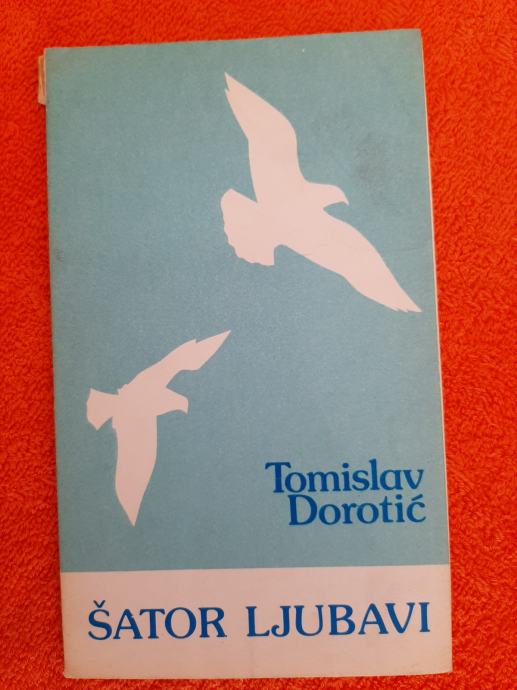 Tomislav
Dorotić
ŠATOR LJUBAVI